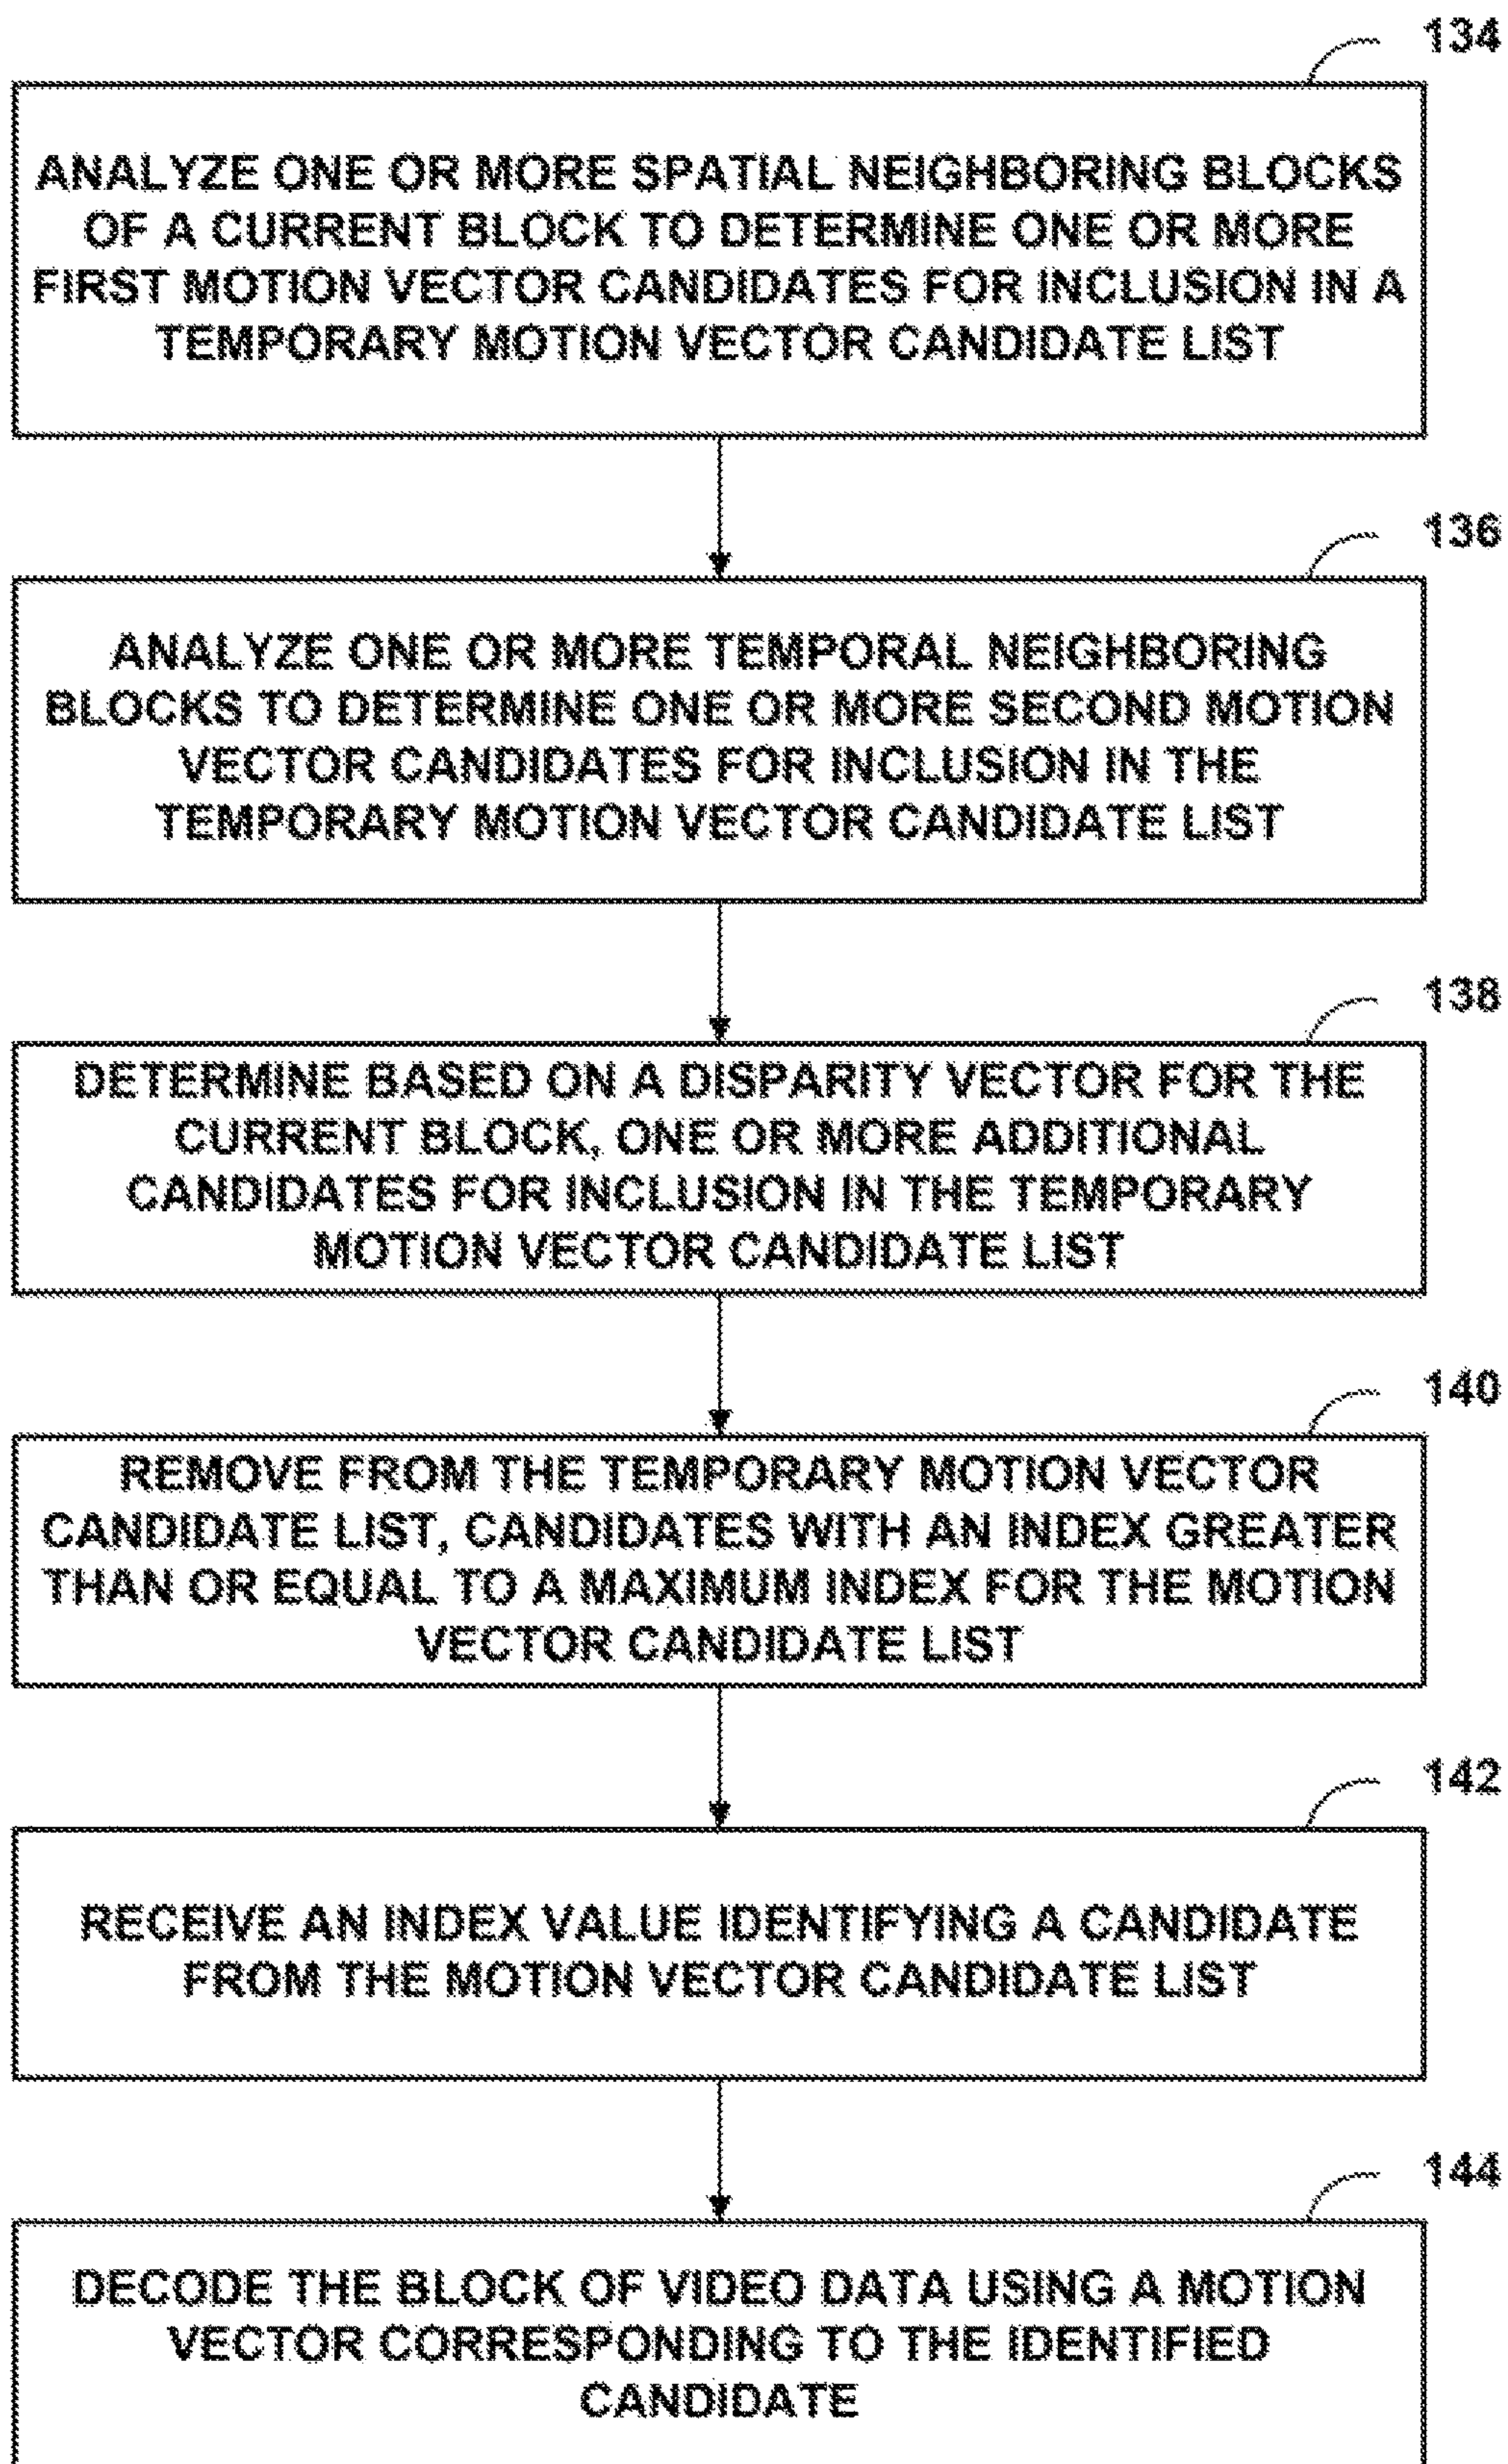 134
ANALYZE ONE OR MORE SPATIAL NEIGHBORING BLOCKS
OF A CURRENT BLOCK TO DETERMINE ONE OR MORE
FIRST MOTION VECTOR CANDIDATES FOR INCLUSION IN A
TEMPORARY MOTION VECTOR CANDIDATE LIST
136
ANALYZE ONE OR MORE TEMPORAL NEIGHBORING
BLOCKS TO DETERMINE ONE OR MORE SECOND MOTION
VECTOR CANDIDATES FOR INCLUSION IN THE
TEMPORARY MOTION VECTOR CANDIDATE LIST
138
DETERMINE BASED ON A DISPARITY VECTOR FOR THE
CURRENT BLOCK, ONE OR MORE ADDITIONAL
CANDIDATES FOR INCLUSION IN THE TEMPORARY
MOTION VECTOR CANDIDATE LIST
140
REMOVE FROM THE TEMPORARY MOTION VECTOR
CANDIDATE LIST, CANDIDATES WITH AN INDEX GREATER
THAN OR EQUAL TO A MAXIMUM INDEX FOR THE MOTION
VECTOR CANDIDATE LIST
142
RECEIVE AN INDEX VALUE IDENTIFYING A CANDIDATE
FROM THE MOTION VECTOR CANDIDATE LIST
144
DECODE THE BLOCK OF VIDEO DATA USING A MOTION
VECTOR CORRESPONDING TO THE IDENTIFIED
CANDIDATE